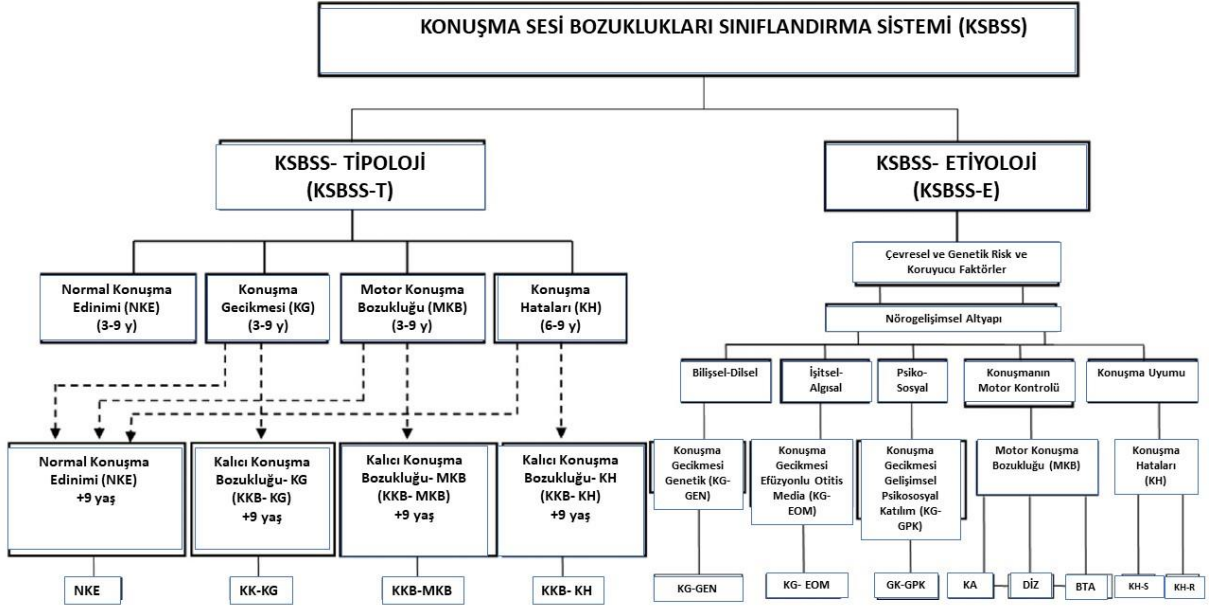 KONUŞMA SESİ BOZUKLUKLARI SINIFLANDIRMA SİSTEMİ (KSBSS)
KSBSS- TİPOLOJİ
(KSBSS-T)
KSBSS- ETİYOLOJİ
(KSBSS-E)
Normal Konuşma
Edinimi (NKE)
(3-9 y)
Konuşma
Gecikmesi (KG)
(3-9 y)
Motor Konuşma
Bozukluğu (MKB)
(3-9 y)
Konuşma
Hataları (KH)
(6-9 y)
Çevresel ve Genetik Risk ve
Koruyucu Faktörler
Nörogelişimsel Altyapı
Bilişsel-Dilsel
İşitsel-
Algısal
Psiko-
Sosyal
Konuşmanın
Motor Kontrolü
Konuşma Uyumu
Normal Konuşma
Edinimi (NKE)
+9 yaş
Kalıcı Konuşma
Bozukluğu- KG
(KKB- KG)
+9 yaş
Kalıcı Konuşma
Bozukluğu- MKB
(KKB- MKB)
+9 yaş
Kalıcı Konuşma
Bozukluğu- KH
(KKB- KH)
+9 yaş
Konuşma
Gecikmesi
Genetik (KG-
GEN)
Konuşma
Gecikmesi
Efüzyonlu Otitis
Media (KG-
EOM)
Konuşma
Gecikmesi
Gelişimsel
Psikososyal
Katılım (KG-
GPK)
Motor Konuşma
Bozukluğu (MKB)
Konuşma
Hataları
(KH)
NKE
KK-KG
KKB-MKB
KKB- KH
KG-GEN
KG- EOM
GK-GPK
KA
DİZ
BTA
KH-S
KH-R